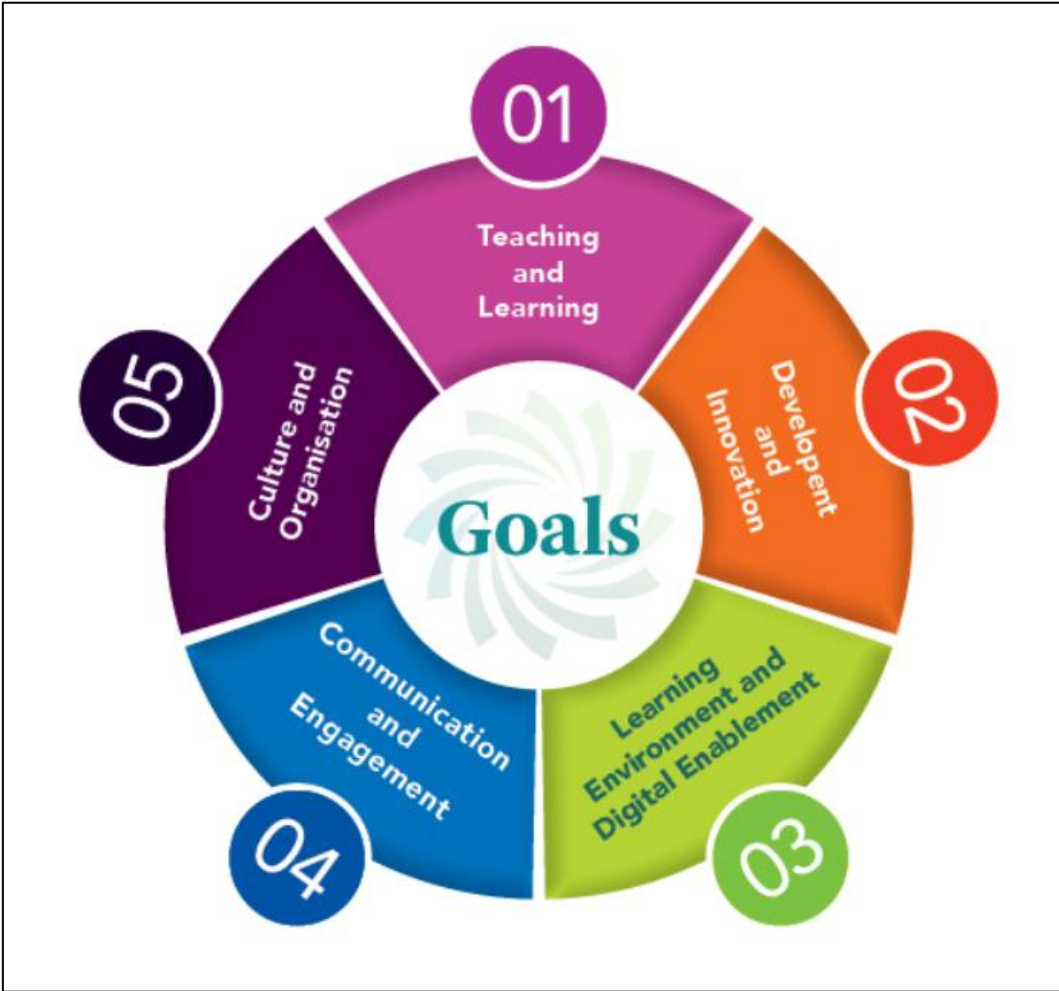 01
Teaching
and
Learning
02
Developent
and
Innovation
03
Learning
Environment and
Digital Enablement
04
Communication
and
Engagement
05
Culture and
Organisation
Goals